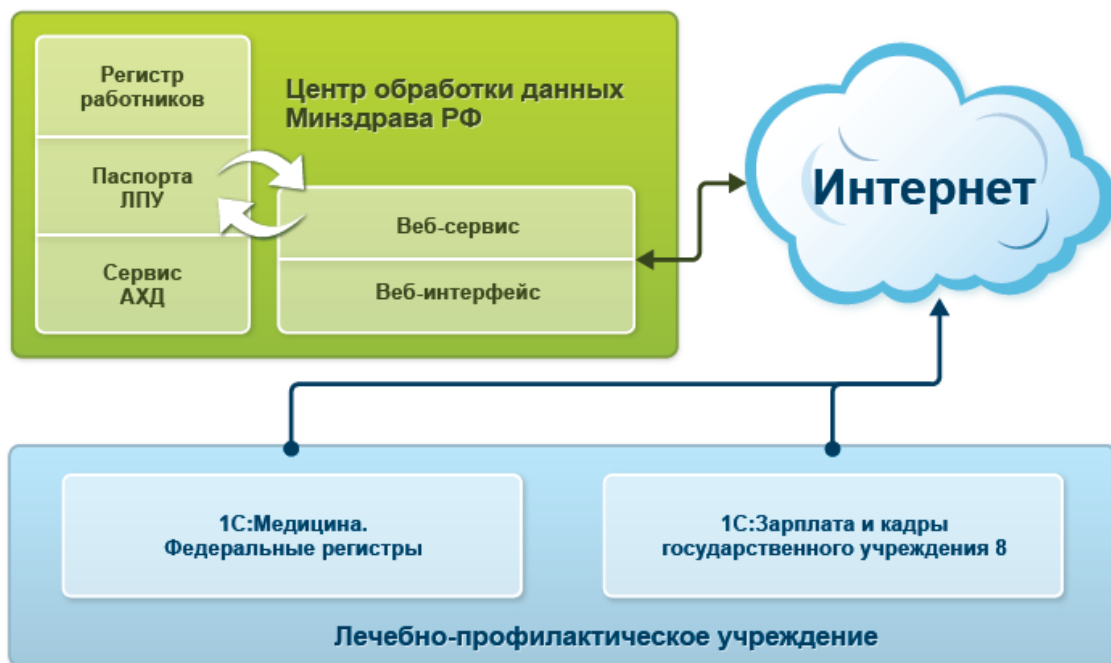 Регистр
работников
Паспорта
ЛПУ
Сервис
АХД
Центр обработки данных
Минздрава РФ
Веб-сервис
Веб-интерфейс
Интернет
1С:Медицина.
Федеральные регистры
1С:Зарплата и кадры
государственного учреждения 8
Лечебно-профилактическое учреждение